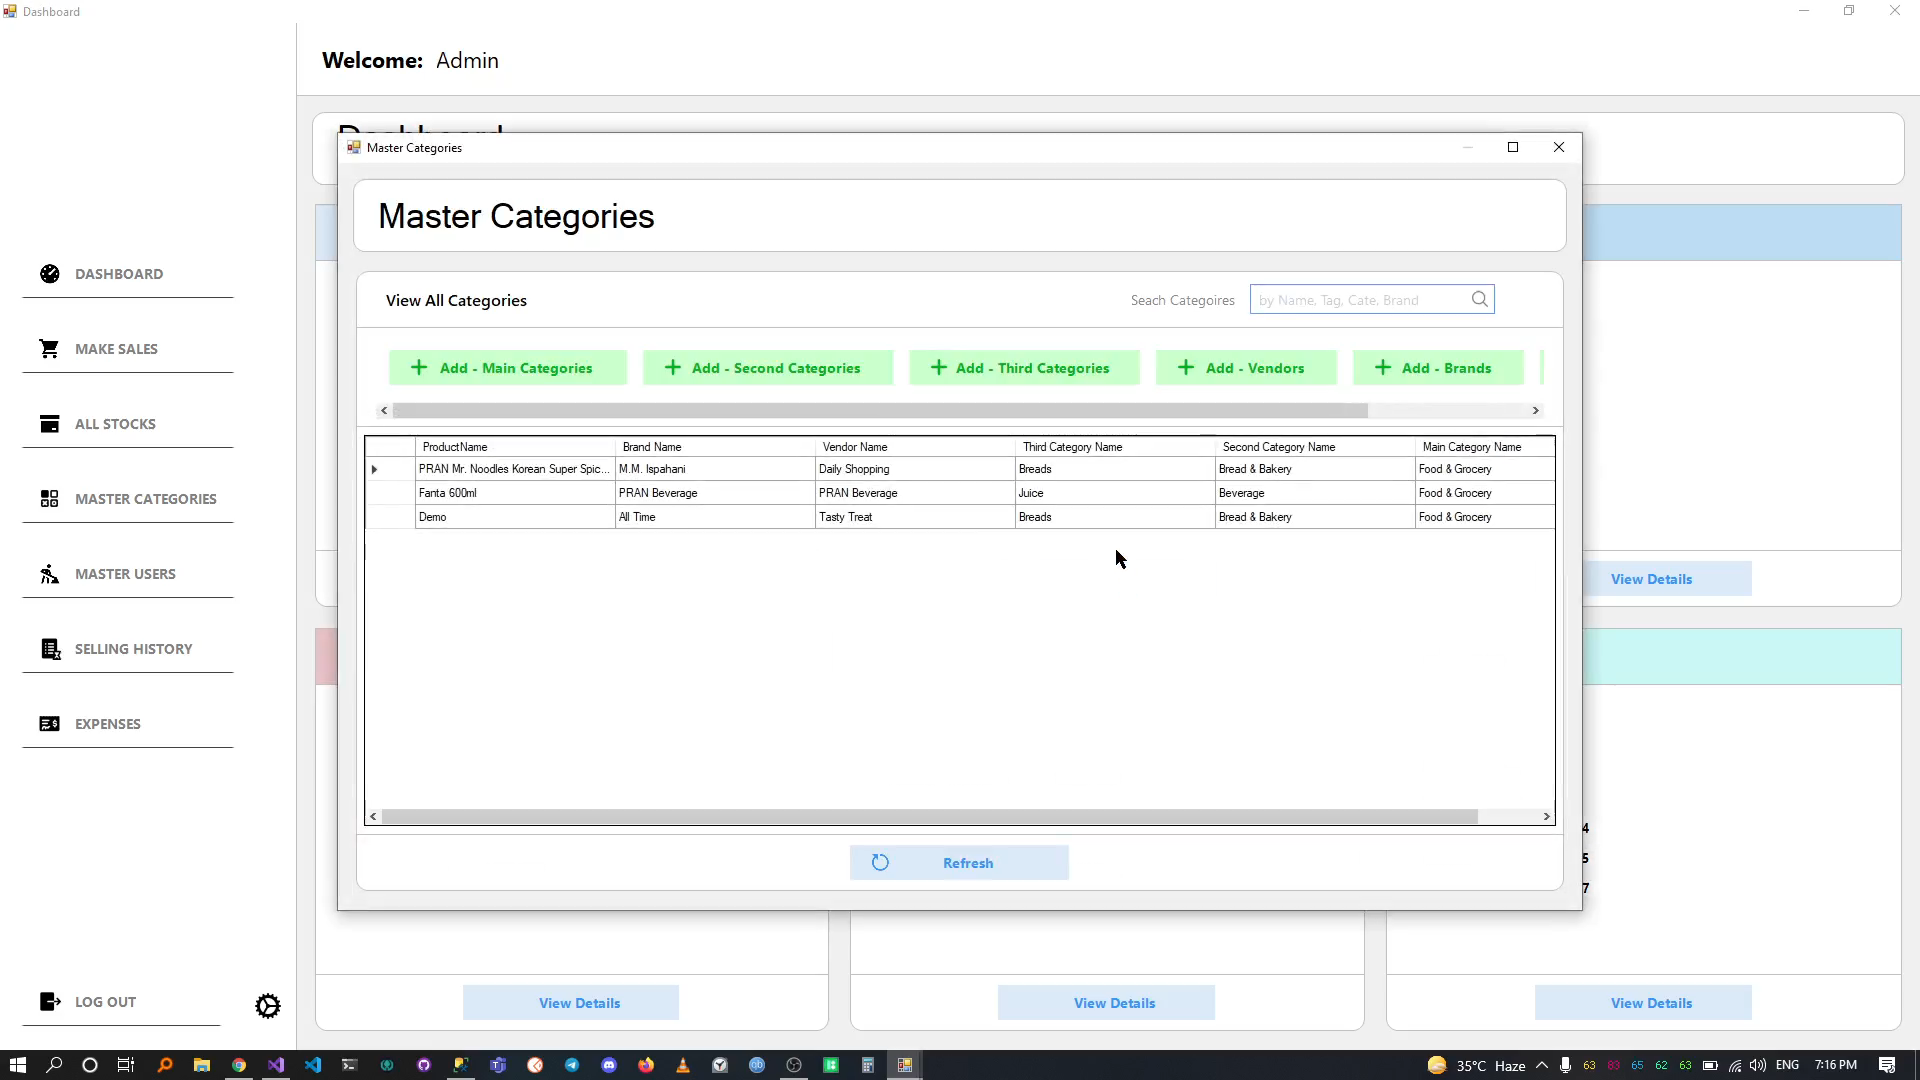 Dashboard
Welcome: Admin
Master Categories
Master Categories
View All Categories
Seach Categoires
by Name, Tag, Cate, Brand
Add - Main Categories
Add - Second Categories
Add - Third Categories
Add - Vendors
Add - Brands
ProductName Brand Name Vendor Name Third Category Name Second Category Name Main Category Name
PRAN Mr. Noodles Korean Super Spic... M.M. Ispahani Daily Shopping Breads Bread & Bakery Food & Grocery
Fanta 600ml PRAN Beverage PRAN Beverage Juice Beverage Food & Grocery
Demo All Time Tasty Treat Breads Bread & Bakery Food & Grocery
Refresh
DASHBOARD
MAKE SALES
ALL STOCKS
MASTER CATEGORIES
MASTER USERS
SELLING HISTORY
EXPENSES
LOG OUT
View Details
4
5
7
View Details
View Details
View Details
35°C Haze
63 83 65 62 63
ENG
7:16 PM